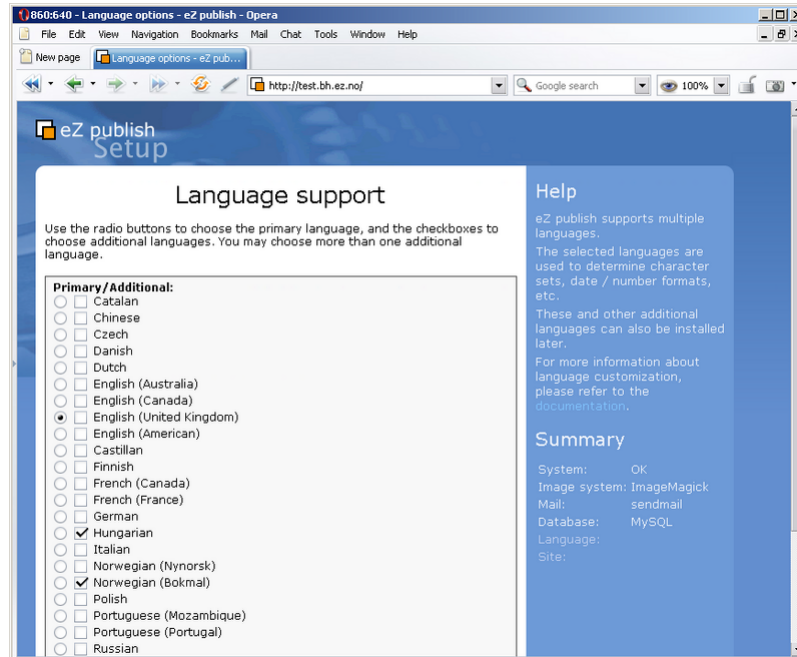 860:640 - Language options - eZ publish - Opera
File Edit View Navigation Bookmarks Mail Chat Tools Window Help
New page Language options - eZ pub...
http://test.bh.ez.no/ Google search 100%
eZ publish
Setup
Language support
Use the radio buttons to choose the primary language, and the checkboxes to
choose additional languages. You may choose more than one additional
language.
Primary/Additional:
Catalan
Chinese
Czech
Danish
Dutch
English (Australia)
English (Canada)
English (United Kingdom)
English (American)
Castillan
Finnish
French (Canada)
French (France)
German
Hungarian
Italian
Norwegian (Nynorsk)
Norwegian (Bokmal)
Polish
Portuguese (Mozambique)
Portuguese (Portugal)
Russian
Help
eZ publish supports multiple
languages.
The selected languages are
used to determine character
sets, date / number formats,
etc.
These and other additional
languages can also be installed
later.
For more information about
language customization,
please refer to the
documentation.
Summary
System: OK
Image system: ImageMagick
Mail: sendmail
Database: MySQL
Language:
Site: